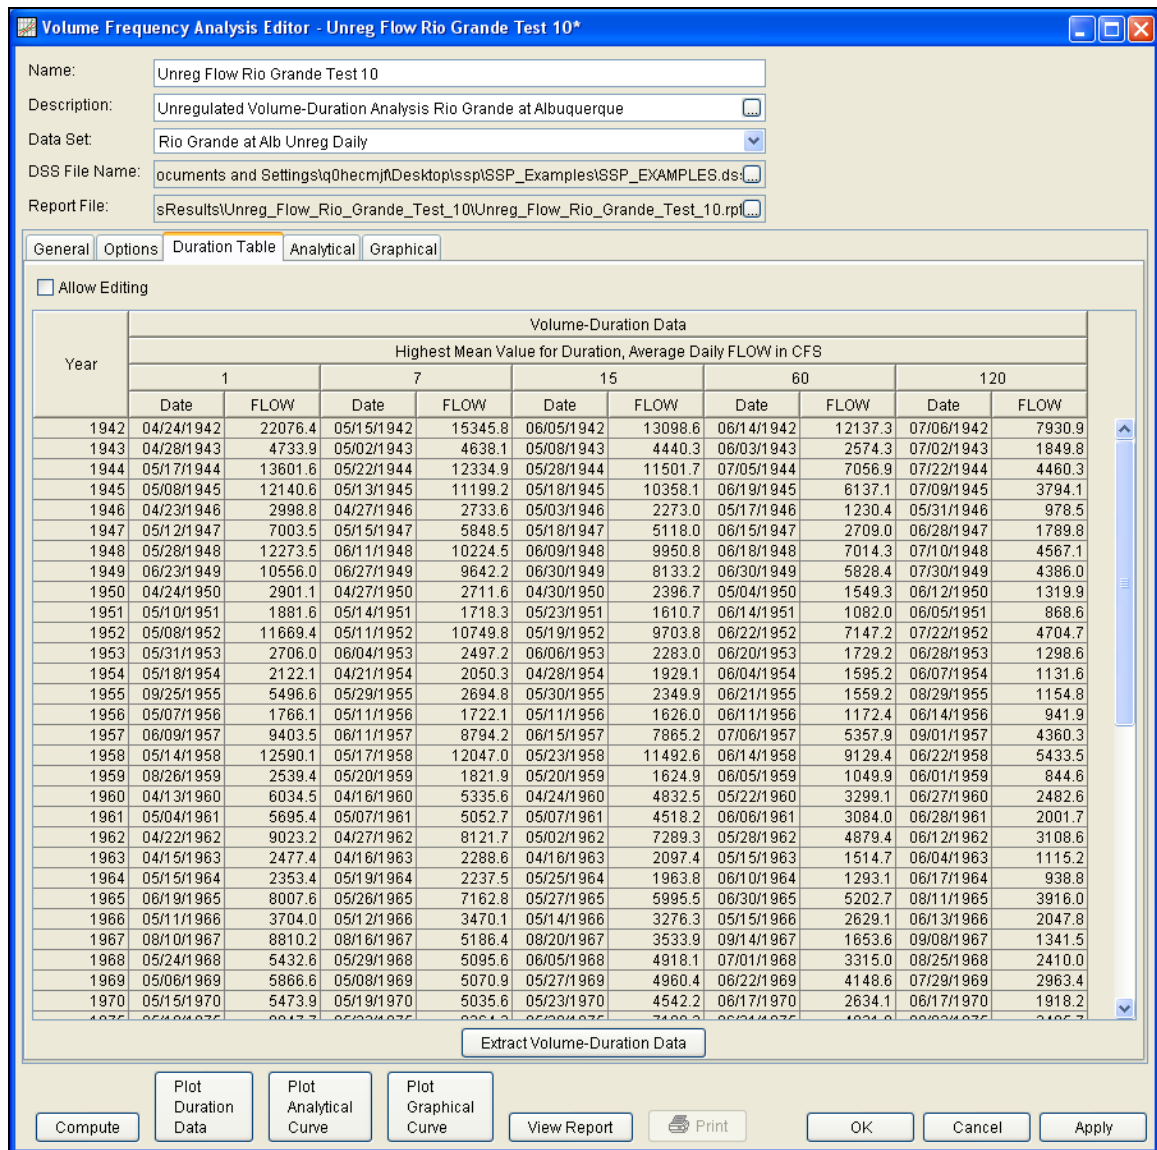 Volume Frequency Analysis Editor - Unreg Flow Rio Grande Test 10*
Name: Unreg Flow Rio Grande Test 10
Description: Unregulated Volume-Duration Analysis Rio Grande at Albuquerque ...
Data Set: Rio Grande at Alb Unreg Daily
DSS File Name: ocuments and Settings\q0hecmjf\Desktop\ssp\SSP_Examples\SSP_EXAMPLES.ds ...
Report File: sResults\Unreg_Flow_Rio_Grande_Test_10\Unreg_Flow_Rio_Grande_Test_10.rpt ...
General Options Duration Table Analytical Graphical
Allow Editing
Volume-Duration Data
Year Highest Mean Value for Duration, Average Daily FLOW in CFS
1 7 15 60 120
Date FLOW Date FLOW Date FLOW Date FLOW Date FLOW
1942 04/24/1942 22076.4 05/15/1942 15345.8 06/05/1942 13098.6 06/14/1942 12137.3 07/06/1942 7930.9
1943 04/28/1943 4733.9 05/02/1943 4638.1 05/08/1943 4440.3 06/03/1943 2574.3 07/02/1943 1849.8
1944 05/17/1944 13601.6 05/22/1944 12334.9 05/28/1944 11501.7 07/05/1944 7056.9 07/22/1944 4460.3
1945 05/08/1945 12140.6 05/13/1945 11199.2 05/18/1945 10358.1 06/19/1945 6137.1 07/09/1945 3794.1
1946 04/23/1946 2998.8 04/27/1946 2733.6 05/03/1946 2273.0 05/17/1946 1230.4 05/31/1946 978.5
1947 05/12/1947 7003.5 05/15/1947 5848.5 05/18/1947 5118.0 06/15/1947 2709.0 06/28/1947 1789.8
1948 05/28/1948 12273.5 06/11/1948 10224.5 06/09/1948 9950.8 06/18/1948 7014.3 07/10/1948 4567.1
1949 06/23/1949 10556.0 06/27/1949 9642.2 06/30/1949 8133.2 06/30/1949 5828.4 07/30/1949 4386.0
1950 04/24/1950 2901.1 04/27/1950 2711.6 04/30/1950 2396.7 05/04/1950 1549.3 06/12/1950 1319.9
1951 05/10/1951 1881.6 05/14/1951 1718.3 05/23/1951 1610.7 06/14/1951 1082.0 06/05/1951 868.6
1952 05/08/1952 11669.4 05/11/1952 10749.8 05/19/1952 9703.8 06/22/1952 7147.2 07/22/1952 4704.7
1953 05/31/1953 2706.0 06/04/1953 2497.2 06/06/1953 2283.0 06/20/1953 1729.2 06/28/1953 1298.6
1954 05/18/1954 2122.1 04/21/1954 2050.3 04/28/1954 1929.1 06/04/1954 1595.2 06/07/1954 1131.6
1955 09/25/1955 5496.6 05/29/1955 2694.8 05/30/1955 2349.9 06/21/1955 1559.2 08/29/1955 1154.8
1956 05/07/1956 1766.1 05/11/1956 1722.1 05/11/1956 1626.0 06/11/1956 1172.4 06/14/1956 941.9
1957 06/09/1957 9403.5 06/11/1957 8794.2 06/15/1957 7865.2 07/06/1957 5357.9 09/01/1957 4360.3
1958 05/14/1958 12590.1 05/17/1958 12047.0 05/23/1958 11492.6 06/14/1958 9129.4 06/22/1958 5433.5
1959 08/26/1959 2539.4 05/20/1959 1821.9 05/20/1959 1624.9 06/05/1959 1049.9 06/01/1959 844.6
1960 04/13/1960 6034.5 04/16/1960 5335.6 04/24/1960 4832.5 05/22/1960 3299.1 06/27/1960 2482.6
1961 05/04/1961 5695.4 05/07/1961 5052.7 05/07/1961 4518.2 06/06/1961 3084.0 06/28/1961 2001.7
1962 04/22/1962 9023.2 04/27/1962 8121.7 05/02/1962 7289.3 05/28/1962 4879.4 06/12/1962 3108.6
1963 04/15/1963 2477.4 04/16/1963 2288.6 04/16/1963 2097.4 05/15/1963 1514.7 06/04/1963 1115.2
1964 05/15/1964 2353.4 05/19/1964 2237.5 05/25/1964 1963.8 06/10/1964 1293.1 06/17/1964 938.8
1965 06/19/1965 8007.6 05/26/1965 7162.8 05/27/1965 5995.5 06/30/1965 5202.7 08/11/1965 3916.0
1966 05/11/1966 3704.0 05/12/1966 3470.1 05/14/1966 3276.3 05/15/1966 2629.1 06/13/1966 2047.8
1967 08/10/1967 8810.2 08/16/1967 5186.4 08/20/1967 3533.9 09/14/1967 1653.6 09/08/1967 1341.5
1968 05/24/1968 5432.6 05/29/1968 5095.6 06/05/1968 4918.1 07/01/1968 3315.0 08/25/1968 2410.0
1969 05/06/1969 5866.6 05/08/1969 5070.9 05/27/1969 4960.4 06/22/1969 4148.6 07/29/1969 2963.4
1970 05/15/1970 5473.9 05/19/1970 5035.6 05/23/1970 4542.2 06/17/1970 2634.1 06/17/1970 1918.2
Extract Volume-Duration Data
Compute
Plot Duration Data
Plot Analytical Curve
Plot Graphical Curve
View Report
Print
OK
Cancel
Apply